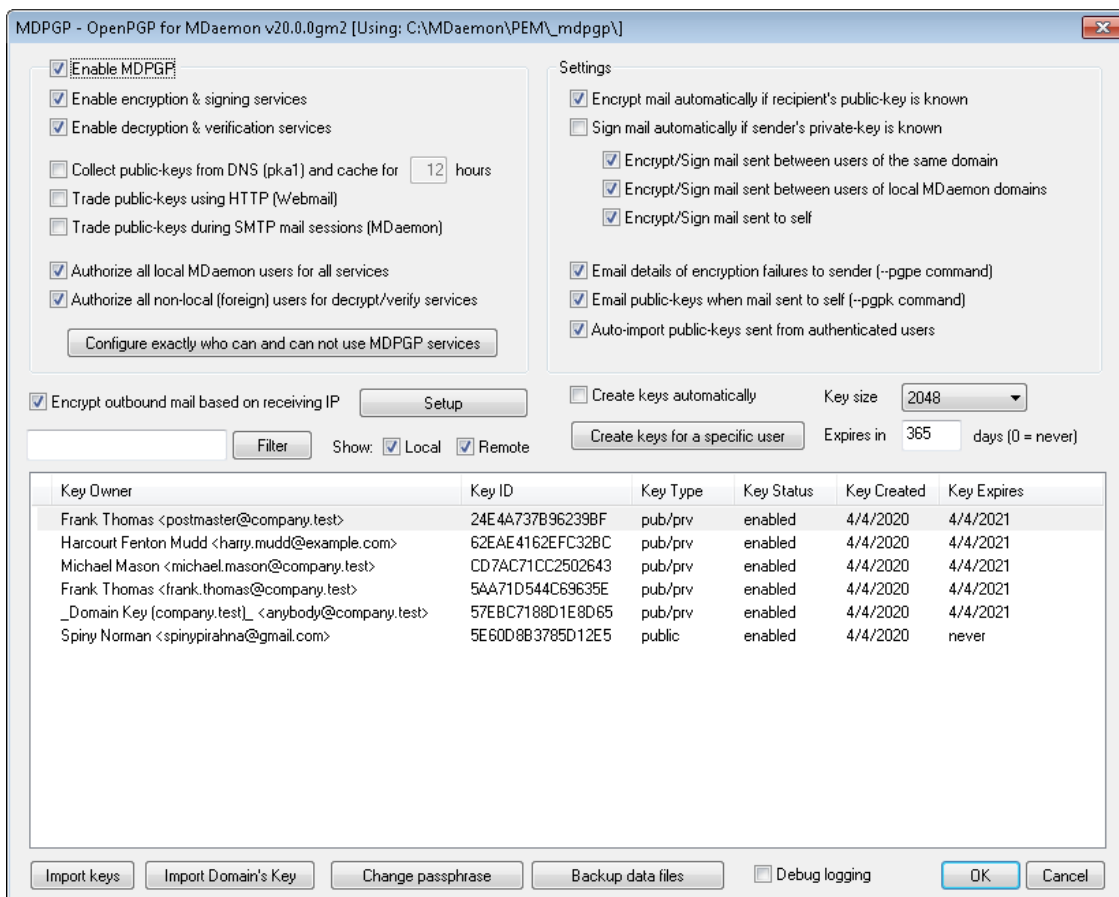 MDPGP - OpenPGP for MDaemon v20.0.0gm2 [Using: C:\MDaemon\PEM\_mdpgp\]
Enable MDPGP
Enable encryption & signing services
Enable decryption & verification services
Collect public-keys from DNS (pka1) and cache for 12 hours
Trade public-keys using HTTP (Webmail)
Trade public-keys during SMTP mail sessions (MDaemon)
Authorize all local MDaemon users for all services
Authorize all non-local (foreign) users for decrypt/verify services
Configure exactly who can and can not use MDPGP services
Settings
Encrypt mail automatically if recipient's public-key is known
Sign mail automatically if sender's private-key is known
Encrypt/Sign mail sent between users of the same domain
Encrypt/Sign mail sent between users of local MDaemon domains
Encrypt/Sign mail sent to self
Email details of encryption failures to sender (--pgpe command)
Email public-keys when mail sent to self (--pgpk command)
Auto-import public-keys sent from authenticated users
Encrypt outbound mail based on receiving IP Setup
Create keys automatically Key size 2048
Filter Show: Local Remote
Create keys for a specific user Expires in 365 days (0 = never)
Key Owner Key ID Key Type Key Status Key Created Key Expires
Frank Thomas <postmaster@company.test> 24E4A737B96239BF pub/prv enabled 4/4/2020 4/4/2021
Harcourt Fenton Mudd <harry.mudd@example.com> 62EAE4162EFC32BC pub/prv enabled 4/4/2020 4/4/2021
Michael Mason <michael.mason@company.test> CD7AC71CC2502643 pub/prv enabled 4/4/2020 4/4/2021
Frank Thomas <frank.thomas@company.test> 5AA71D544C69635E pub/prv enabled 4/4/2020 4/4/2021
_Domain Key (company.test)_ <anybody@company.test> 57EBC7188D1E8D65 pub/prv enabled 4/4/2020 4/4/2021
Spiny Norman <spinypirahna@gmail.com> 5E60D8B3785D12E5 public enabled 4/4/2020 never
Import keys Import Domain's Key Change passphrase Backup data files Debug logging OK Cancel